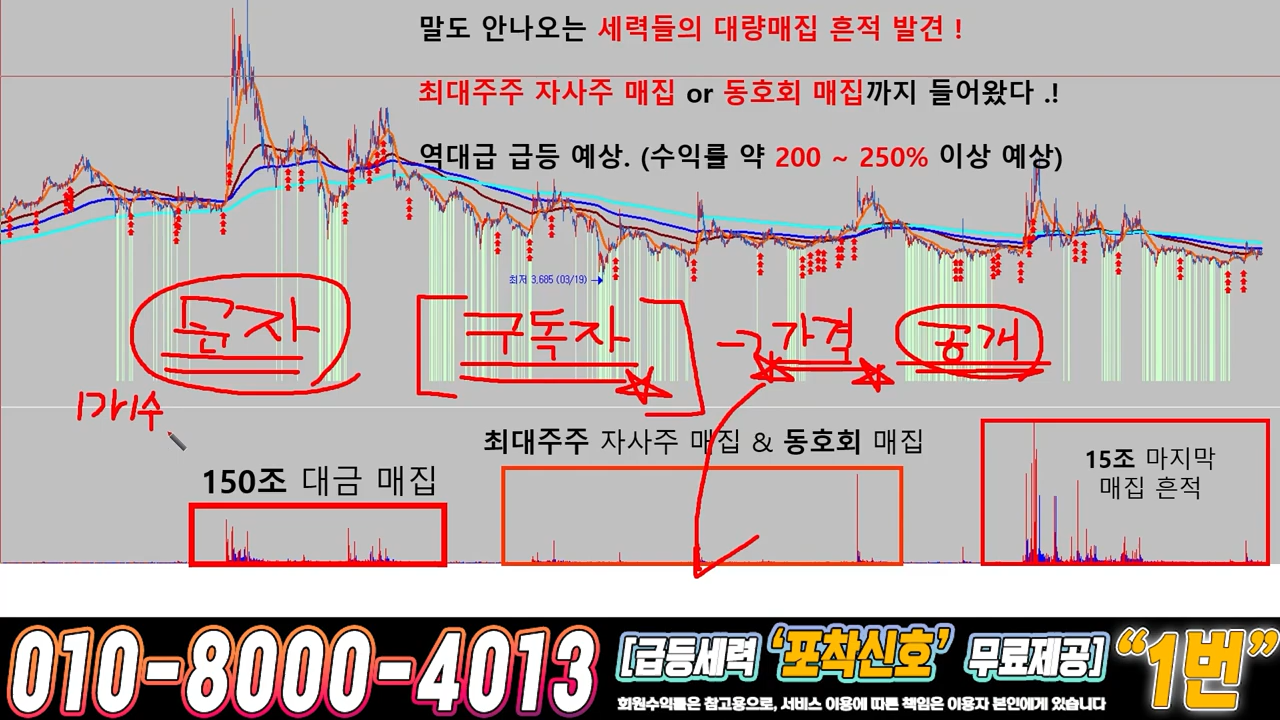 말도 안나오는 세력들의 대량매집 흔적 발견 !
최대주주 자사주 매집 or 동호회 매집까지 들어왔다 .!
역대급 급등 예상. (수익률 약 200 ~ 250% 이상 예상)
최저 3,685 (03/19)
문자
구독자
가격
공개
최대주주 자사주 매집 & 동호회 매집
150조 대금 매집
15조 마지막
매집 흔적
010-8000-4013
[급등세력 '포착신호' 무료제공] "1번"
회원수익률은 참고용으로, 서비스 이용에 따른 책임은 이용자 본인에게 있습니다